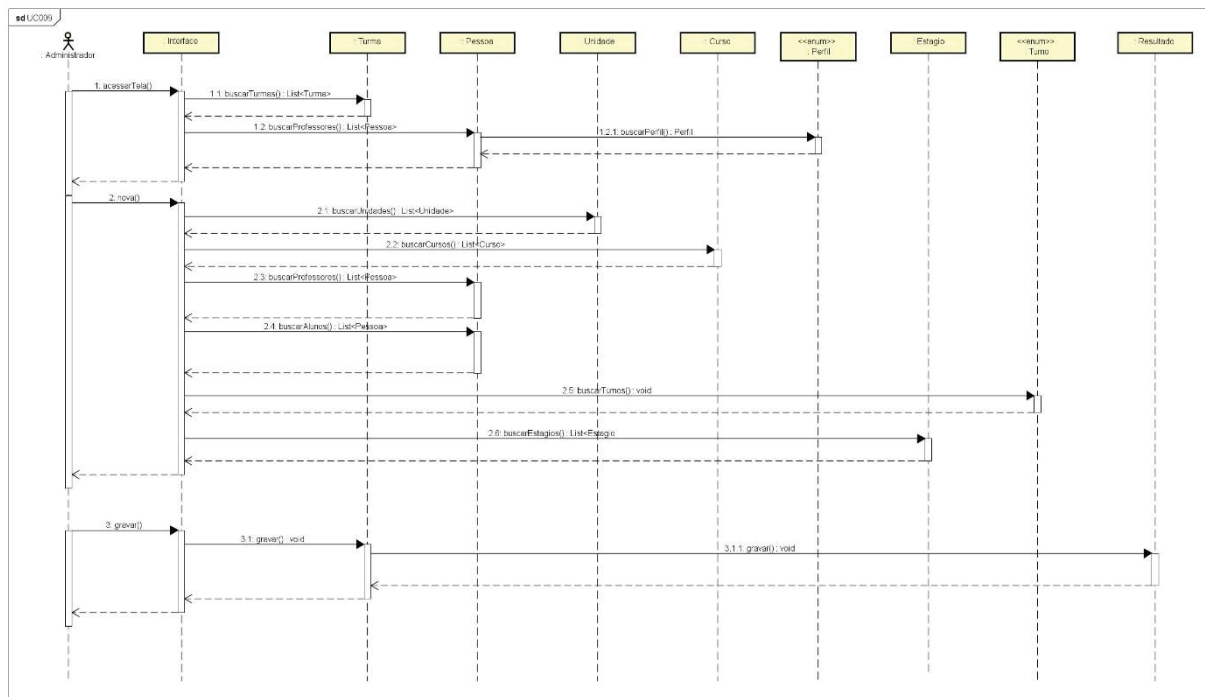 sd UC009
: Administrador
: Interface
: Turma
: Pessoa
: Unidade
: Curso
<<enum>>
: Perfil
: Estagio
<<enum>>
: Turno
: Resultado
1: acessarTela()
1.1: buscarTurmas() : List<Turma>
1.2: buscarProfessores() : List<Pessoa>
1.2.1: buscarPerfil() : Perfil
2: nova()
2.1: buscarUnidades() : List<Unidade>
2.2: buscarCursos() : List<Curso>
2.3: buscarProfessores() : List<Pessoa>
2.4: buscarAlunos() : List<Pessoa>
2.5: buscarTurnos() : void
2.6: buscarEstagios() : List<Estagio
3: gravar()
3.1: gravar() : void
3.1.1: gravar() : void